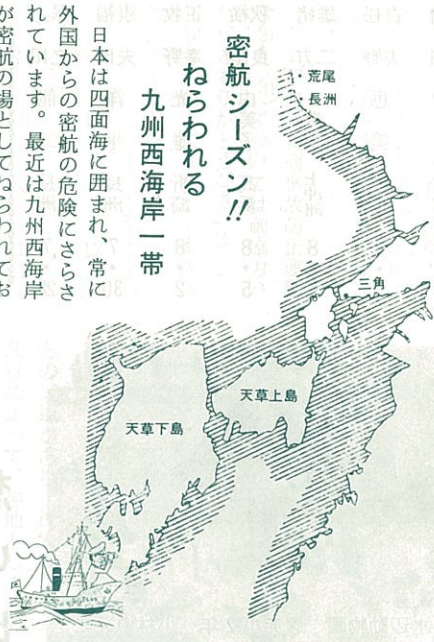 密航シーズン!!
ねらわれる
九州西海岸一帯
日本は四面海に囲まれ、常に
外国からの密航の危険にさらさ
れています。最近は九州西海岸
が密航の場としてねらわれてお
荒尾
長洲
三角
天草上島
天草下島